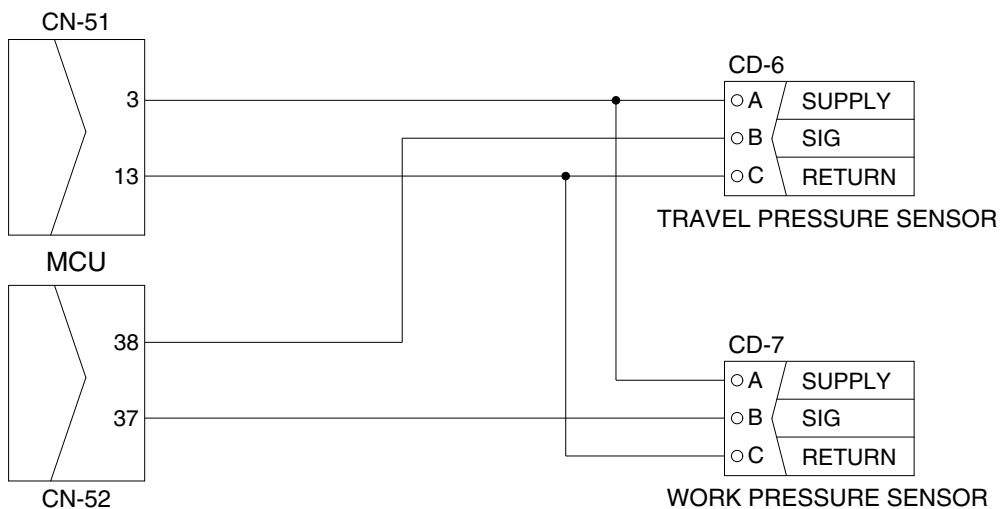 CN-51
3
13
MCU
38
37
CN-52
CD-6
A SUPPLY
B SIG
C RETURN
TRAVEL PRESSURE SENSOR
CD-7
A SUPPLY
B SIG
C RETURN
WORK PRESSURE SENSOR